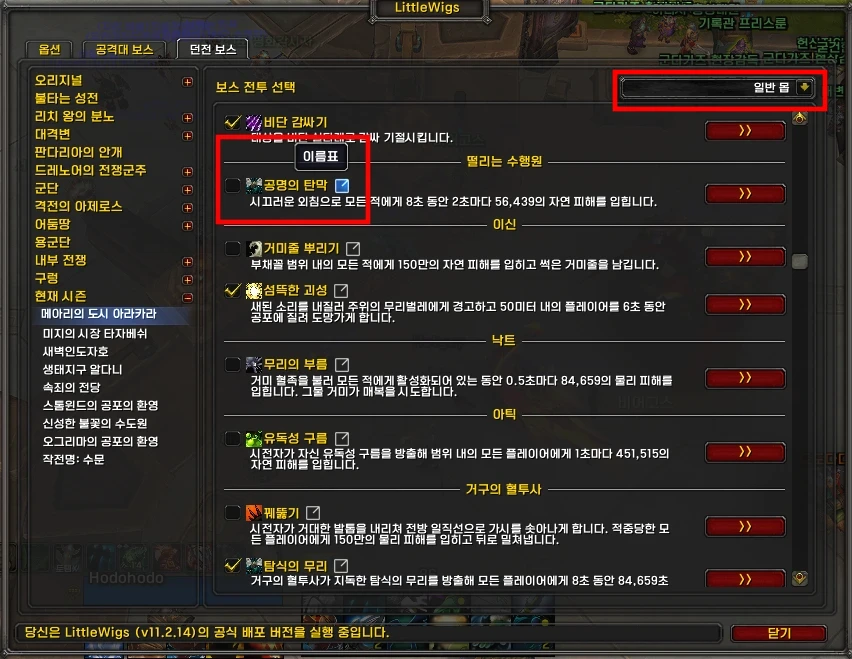 LittleWigs
기록관 프리스룬
옵션
공격대 보스
던전 보스
오리지널
불타는 성전
리치 왕의 분노
대격변
판다리아의 안개
드레노어의 전쟁군주
군단
격전의 아제로스
어둠땅
용군단
내부 전쟁
구렁
현재 시즌
메아리의 도시 아라카라
미지의 시장 타자베쉬
새벽인도자호
생태지구 알다니
속죄의 전당
스톰윈드의 공포의 환영
신성한 불꽃의 수도원
오그리마의 공포의 환영
작전명: 수문
보스 전투 선택
일반 몹
비단 감싸기
감싸 기절시킵니다.
이름표
떨리는 수행원
공명의 탄막
시끄러운 외침으로 모든 적에게 8초 동안 2초마다 56,439의 자연 피해를 입힙니다.
이신
거미줄 뿌리기
부채꼴 범위 내의 모든 적에게 150만의 자연 피해를 입히고 썩은 거미줄을 남깁니다.
섬뜩한 괴성
새된 소리를 내질러 주위의 무리벌레에게 경고하고 50미터 내의 플레이어를 6초 동안
공포에 질려 도망가게 합니다.
낙트
무리의 부름
거미 혈족을 불러 모든 적에게 활성화되어 있는 동안 0.5초마다 84,659의 물리 피해를
입힙니다. 그물 거미가 매복을 시도합니다.
아틱
유독성 구름
시전자가 자신 유독성 구름을 방출해 범위 내의 모든 플레이어에게 1초마다 451,515의
자연 피해를 입힙니다.
거구의 혈투사
꿰뚫기
시전자가 거대한 발톱을 내리쳐 전방 일직선으로 가시를 솟아나게 합니다. 적중당한 모
든 플레이어에게 150만의 물리 피해를 입히고 뒤로 밀쳐냅니다.
탐식의 무리
거구의 혈투사가 지독한 탐식의 무리를 방출해 모든 플레이어에게 8초 동안 84,659초
Hodohodo
당신은 LittleWigs (v11.2.14)의 공식 배포 버전을 실행 중입니다.
닫기